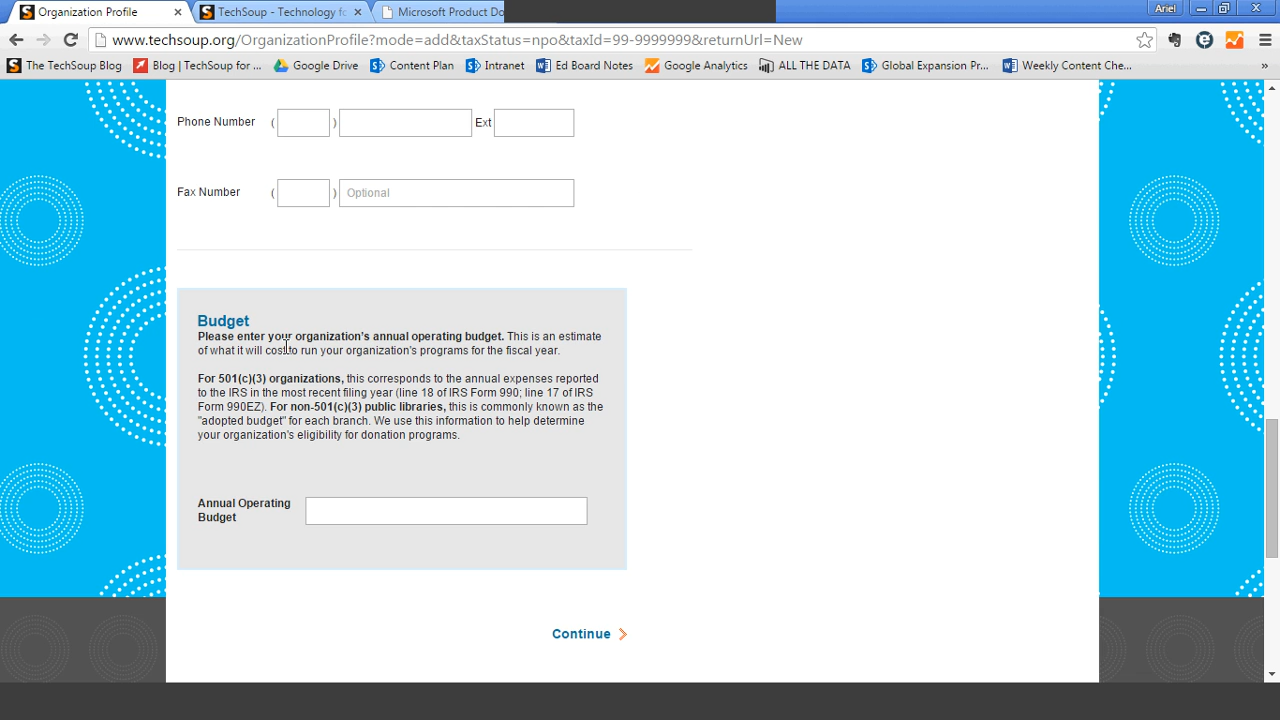 Organization Profile × TechSoup - Technology fo × Microsoft Product Do Ariel
www.techsoup.org/OrganizationProfile?mode=add&taxStatus=npo&taxId=99-9999999&returnUrl=New
The TechSoup Blog Blog | TechSoup for ... Google Drive Content Plan Intranet Ed Board Notes Google Analytics ALL THE DATA Global Expansion Pr... Weekly Content Che... »
Phone Number ( ) Ext
Fax Number ( ) Optional
Budget
Please enter your organization's annual operating budget. This is an estimate
of what it will cost to run your organization's programs for the fiscal year.
For 501(c)(3) organizations, this corresponds to the annual expenses reported
to the IRS in the most recent filing year (line 18 of IRS Form 990; line 17 of IRS
Form 990EZ). For non-501(c)(3) public libraries, this is commonly known as the
"adopted budget" for each branch. We use this information to help determine
your organization's eligibility for donation programs.
Annual Operating
Budget
Continue